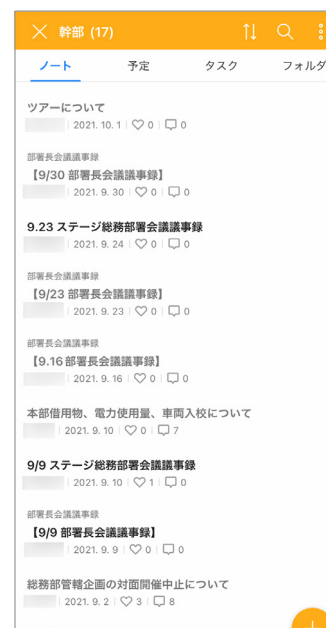 幹部 (17)
ノート 予定 タスク フォルダ
ツアーについて
2021. 10. 1 0 0
部署長会議議事録
【9/30 部署長会議議事録】
2021. 9. 30 0 0
9.23 ステージ総務部署会議議事録
2021. 9. 24 0 0
部署長会議議事録
【9/23 部署長会議議事録】
2021. 9. 23 0 0
部署長会議議事録
【9.16 部署長会議議事録】
2021. 9. 16 0 0
本部借用物、電力使用量、車両入校について
2021. 9. 10 0 7
9/9 ステージ総務部署会議議事録
2021. 9. 10 1 0
部署長会議議事録
【9/9 部署長会議議事録】
2021. 9. 9 0 0
総務部管轄企画の対面開催中止について
2021. 9. 2 3 8